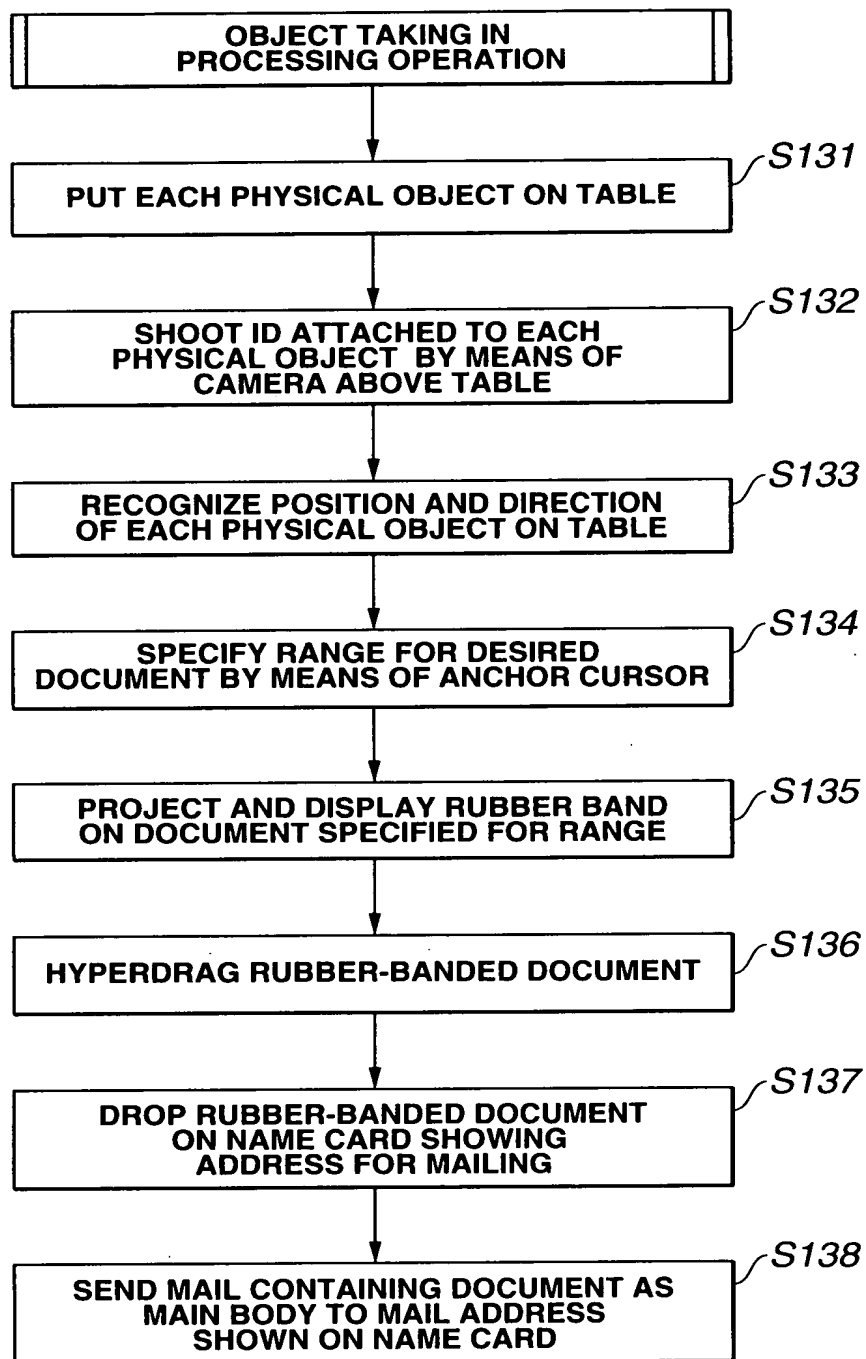 OBJECT TAKING IN
PROCESSING OPERATION
S131
PUT EACH PHYSICAL OBJECT ON TABLE
S132
SHOOT ID ATTACHED TO EACH
PHYSICAL OBJECT BY MEANS OF
CAMERA ABOVE TABLE
S133
RECOGNIZE POSITION AND DIRECTION
OF EACH PHYSICAL OBJECT ON TABLE
S134
SPECIFY RANGE FOR DESIRED
DOCUMENT BY MEANS OF ANCHOR CURSOR
S135
PROJECT AND DISPLAY RUBBER BAND
ON DOCUMENT SPECIFIED FOR RANGE
S136
HYPERDRAG RUBBER-BANDED DOCUMENT
S137
DROP RUBBER-BANDED DOCUMENT
ON NAME CARD SHOWING
ADDRESS FOR MAILING
S138
SEND MAIL CONTAINING DOCUMENT AS
MAIN BODY TO MAIL ADDRESS
SHOWN ON NAME CARD